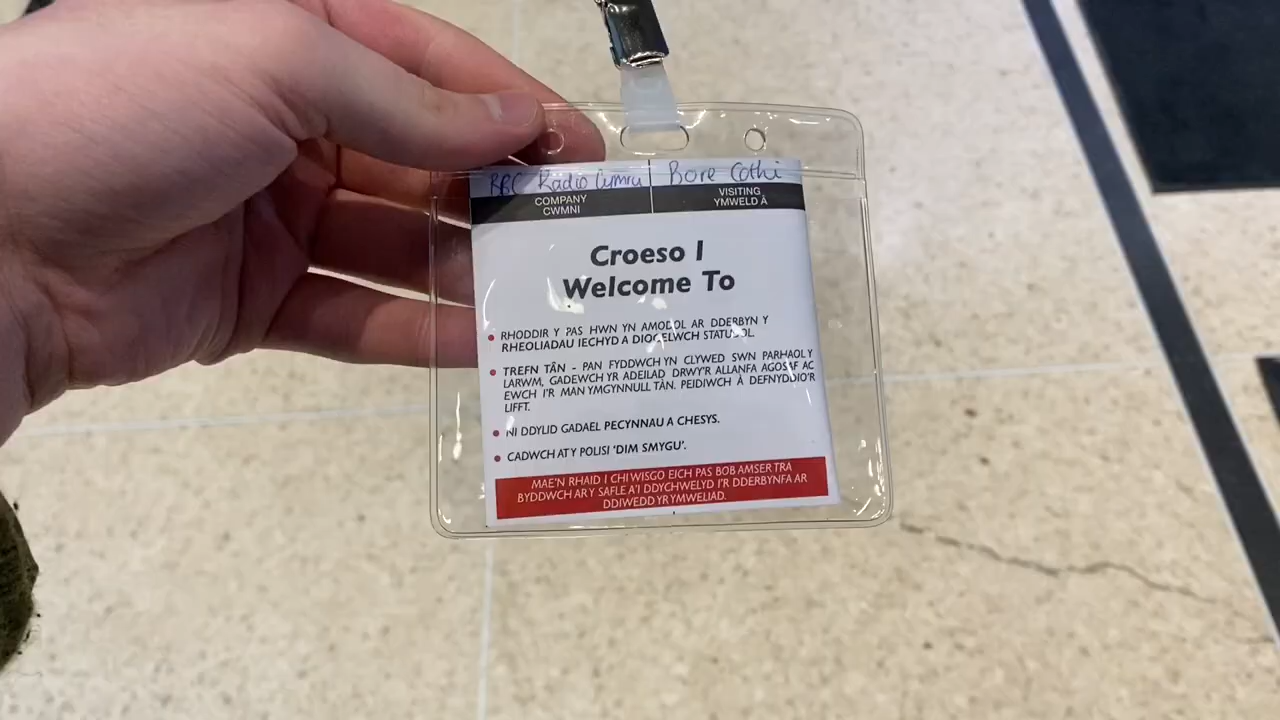 BBC Radio Cymru Bore Cothi
COMPANY VISITING
CWMNI YMWELD Â
Croeso I
Welcome To
• RHODDIR Y PAS HWN YN AMODOL AR DDERBYN Y
RHEOLIADAU IECHYD A DIOGELWCH STATUDOL.
• TREFN TÂN - PAN FYDDWCH YN CLYWED SWN PARHAOL Y
LARWM, GADEWCH YR ADEILAD DRWY'R ALLANFA AGOSAF AC
EWCH I'R MAN YMGYNNULL TÂN. PEIDIWCH Â DEFNYDDIO'R
LIFFT.
• NI DDYLID GADAEL PECYNNAU A CHESYS.
• CADWCH AT Y POLISI 'DIM SMYGU'.
MAE'N RHAID I CHI WISGO EICH PAS BOB AMSER TRA
BYDDWCH AR Y SAFLE A'I DDYCHWELYD I'R DDERBYNFA AR
DDIWEDD YR YMWELIAD.